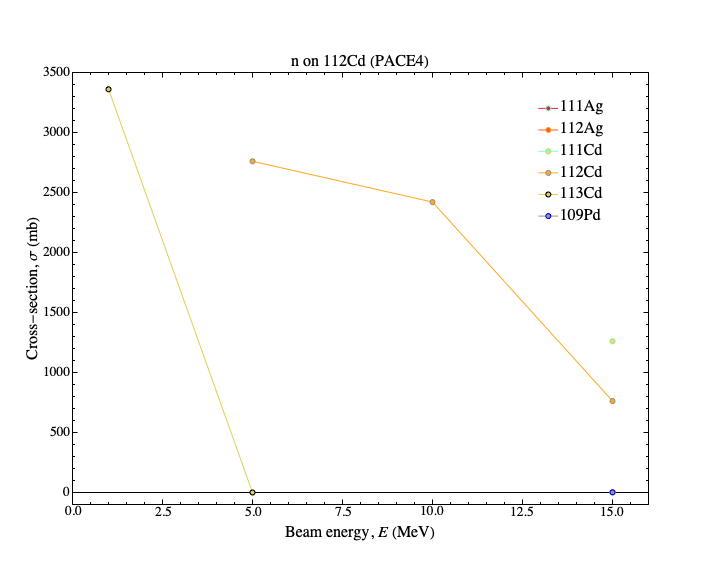 n on 112Cd (PACE4)
3500
3000
2500
2000
1500
1000
500
0
111Ag
112Ag
111Cd
112Cd
113Cd
109Pd
Cross−section, σ (mb)
0.0 2.5 5.0 7.5 10.0 12.5 15.0
Beam energy, E (MeV)